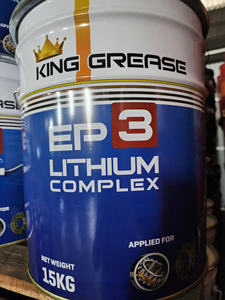 KING GREASE
EP 3
LITHIUM
COMPLEX
NET WEIGHT
15KG
APPLIED FOR